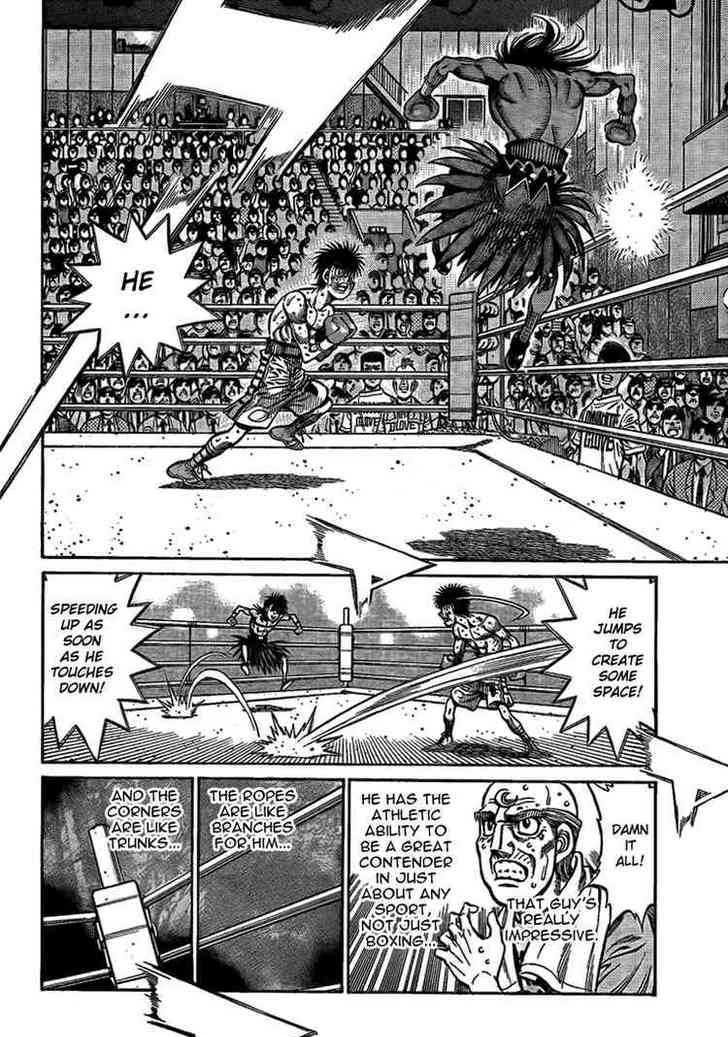 HE
...
HE
JUMPS
TO
CREATE
SOME
SPACE!
SPEEDING
UP AS
SOON
AS HE
TOUCHES
DOWN!
DAMN
IT
ALL!
THAT GUY'S
REALLY
IMPRESSIVE.
HE HAS THE
ATHLETIC
ABILITY TO
BE A GREAT
CONTENDER
IN JUST
ABOUT ANY
SPORT,
NOT JUST
BOXING...
THE ROPES
ARE LIKE
BRANCHES
FOR HIM...
AND THE
CORNERS
ARE LIKE
TRUNKS...